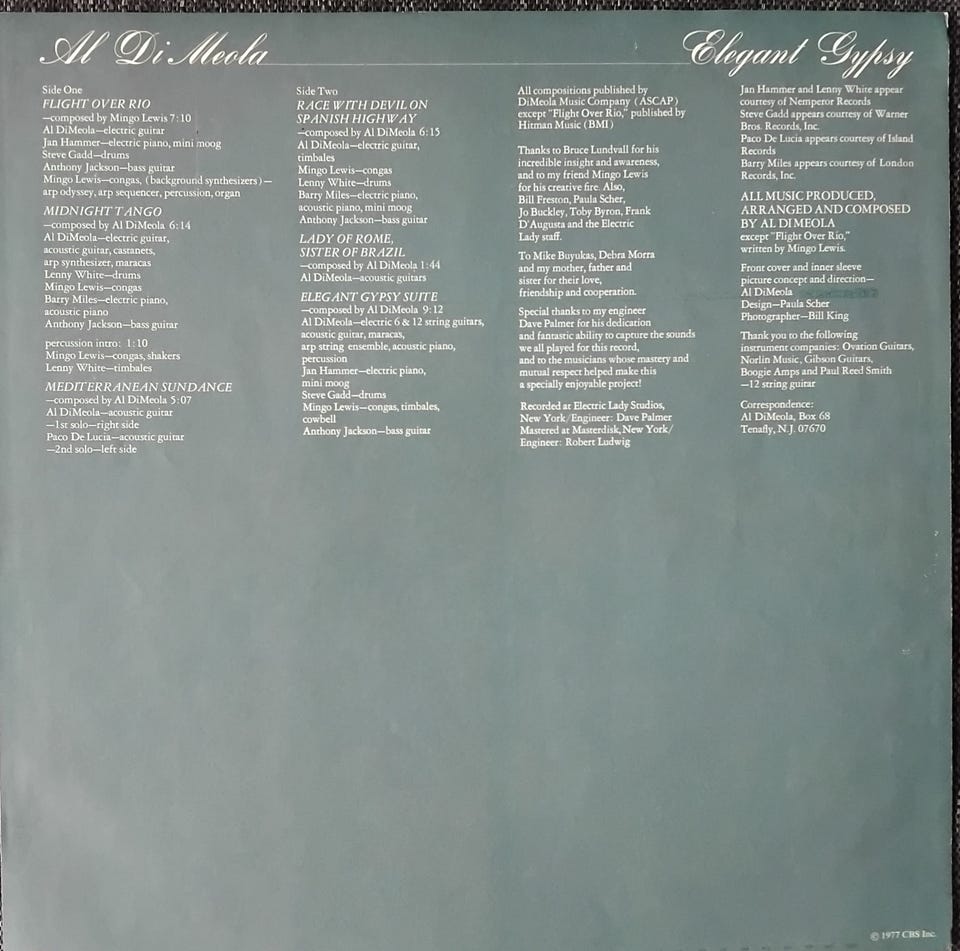 Al Di Meola
Elegant Gypsy
Side One
FLIGHT OVER RIO
—composed by Mingo Lewis 7:10
Al DiMeola—electric guitar
Jan Hammer—electric piano, mini moog
Steve Gadd—drums
Anthony Jackson—bass guitar
Mingo Lewis—congas, (background synthesizers)—
arp odyssey, arp sequencer, percussion, organ
MIDNIGHT TANGO
—composed by Al DiMeola 6:14
Al DiMeola—electric guitar,
acoustic guitar, castanets,
arp synthesizer, maracas
Lenny White—drums
Mingo Lewis—congas
Barry Miles—electric piano,
acoustic piano
Anthony Jackson—bass guitar
percussion intro: 1:10
Mingo Lewis—congas, shakers
Lenny White—timbales
MEDITERRANEAN SUNDANCE
—composed by Al DiMeola 5:07
Al DiMeola—acoustic guitar
—1st solo—right side
Paco De Lucia—acoustic guitar
—2nd solo—left side
Side Two
RACE WITH DEVIL ON
SPANISH HIGHWAY
—composed by Al DiMeola 6:15
Al DiMeola—electric guitar,
timbales
Mingo Lewis—congas
Lenny White—drums
Barry Miles—electric piano,
acoustic piano, mini moog
Anthony Jackson—bass guitar
LADY OF ROME,
SISTER OF BRAZIL
—composed by Al DiMeola 1:44
Al DiMeola—acoustic guitars
ELEGANT GYPSY SUITE
—composed by Al DiMeola 9:12
Al DiMeola—electric 6 & 12 string guitars,
acoustic guitar, maracas,
arp string ensemble, acoustic piano,
percussion
Jan Hammer—electric piano,
mini moog
Steve Gadd—drums
Mingo Lewis—congas, timbales,
cowbell
Anthony Jackson—bass guitar
All compositions published by
DiMeola Music Company (ASCAP)
except "Flight Over Rio," published by
Hitman Music (BMI)
Thanks to Bruce Lundvall for his
incredible insight and awareness,
and to my friend Mingo Lewis
for his creative fire. Also,
Bill Freston, Paula Scher,
Jo Buckley, Toby Byron, Frank
D'Augusta and the Electric
Lady staff.
To Mike Buyukas, Debra Morra
and my mother, father and
sister for their love,
friendship and cooperation.
Special thanks to my engineer
Dave Palmer for his dedication
and fantastic ability to capture the sounds
we all played for this record,
and to the musicians whose mastery and
mutual respect helped make this
a specially enjoyable project!
Recorded at Electric Lady Studios,
New York/Engineer: Dave Palmer
Mastered at Masterdisk, New York/
Engineer: Robert Ludwig
Jan Hammer and Lenny White appear
courtesy of Nemperor Records
Steve Gadd appears courtesy of Warner
Bros. Records, Inc.
Paco De Lucia appears courtesy of Island
Records
Barry Miles appears courtesy of London
Records, Inc.
ALL MUSIC PRODUCED,
ARRANGED AND COMPOSED
BY AL DIMEOLA
except "Flight Over Rio,"
written by Mingo Lewis.
Front cover and inner sleeve
picture concept and direction—
Al DiMeola
Design—Paula Scher
Photographer—Bill King
Thank you to the following
instrument companies: Ovation Guitars,
Norlin Music, Gibson Guitars,
Boogie Amps and Paul Reed Smith
—12 string guitar
Correspondence:
Al DiMeola, Box 68
Tenafly, N.J. 07670
© 1977 CBS Inc.